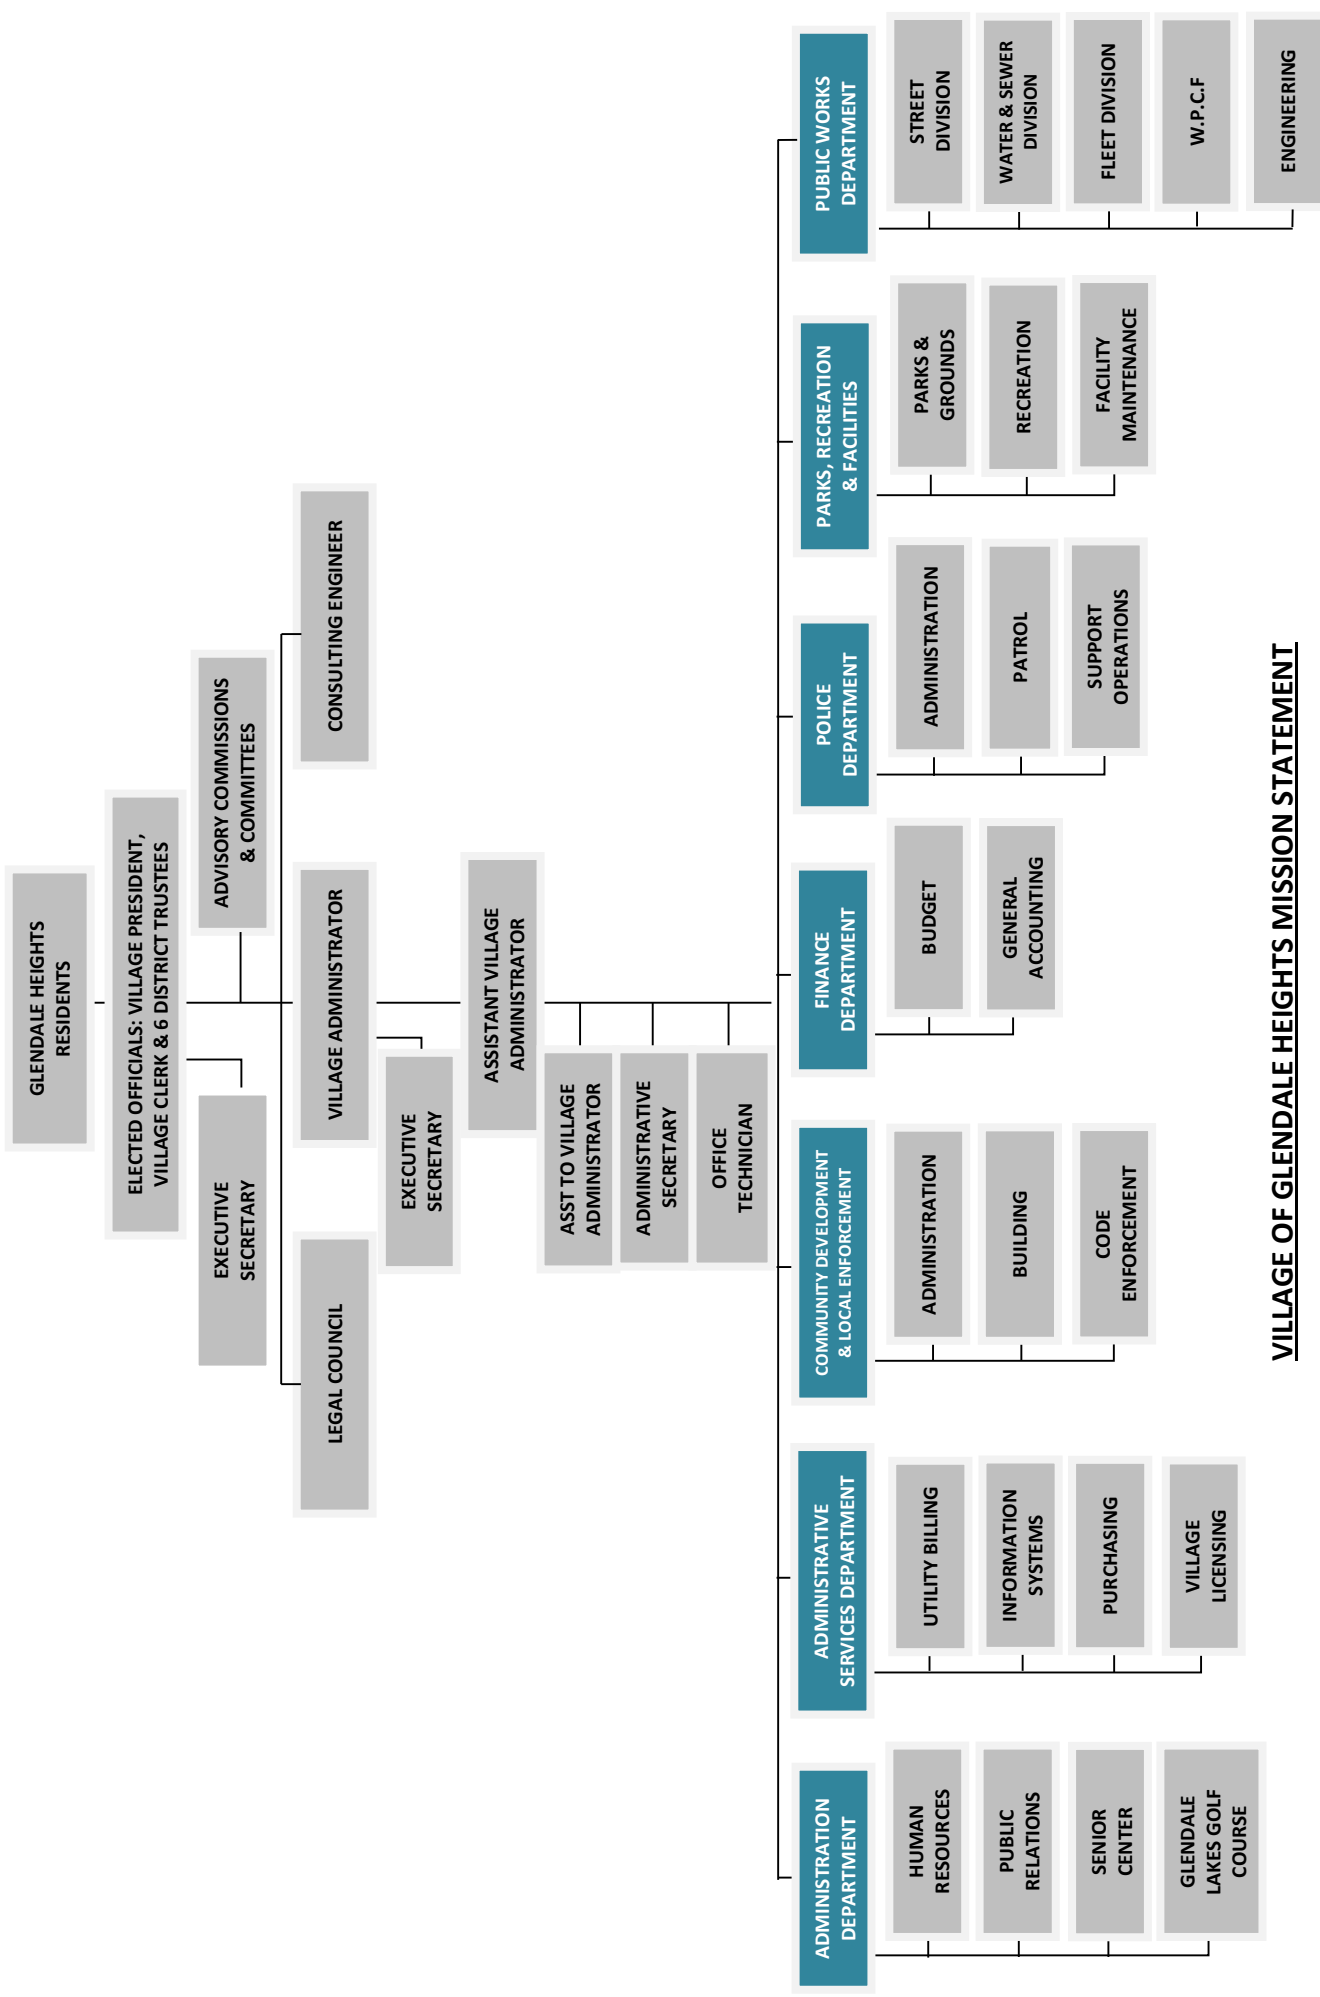 GLENDALE HEIGHTS
RESIDENTS
ELECTED OFFICIALS: VILLAGE PRESIDENT,
VILLAGE CLERK & 6 DISTRICT TRUSTEES
EXECUTIVE
SECRETARY
ADVISORY COMMISSIONS
& COMMITTEES
LEGAL COUNCIL
VILLAGE ADMINISTRATOR
CONSULTING ENGINEER
EXECUTIVE
SECRETARY
ASSISTANT VILLAGE
ADMINISTRATOR
ASST TO VILLAGE
ADMINISTRATOR
ADMINISTRATIVE
SECRETARY
OFFICE
TECHNICIAN
ADMINISTRATION
DEPARTMENT
HUMAN
RESOURCES
PUBLIC
RELATIONS
SENIOR
CENTER
GLENDALE
LAKES GOLF
COURSE
ADMINISTRATIVE
SERVICES DEPARTMENT
UTILITY BILLING
INFORMATION
SYSTEMS
PURCHASING
VILLAGE
LICENSING
COMMUNITY DEVELOPMENT
& LOCAL ENFORCEMENT
ADMINISTRATION
BUILDING
CODE
ENFORCEMENT
FINANCE
DEPARTMENT
BUDGET
GENERAL
ACCOUNTING
POLICE
DEPARTMENT
ADMINISTRATION
PATROL
SUPPORT
OPERATIONS
PARKS, RECREATION
& FACILITIES
PARKS &
GROUNDS
RECREATION
FACILITY
MAINTENANCE
PUBLIC WORKS
DEPARTMENT
STREET
DIVISION
WATER & SEWER
DIVISION
FLEET DIVISION
W.P.C.F
ENGINEERING
VILLAGE OF GLENDALE HEIGHTS MISSION STATEMENT